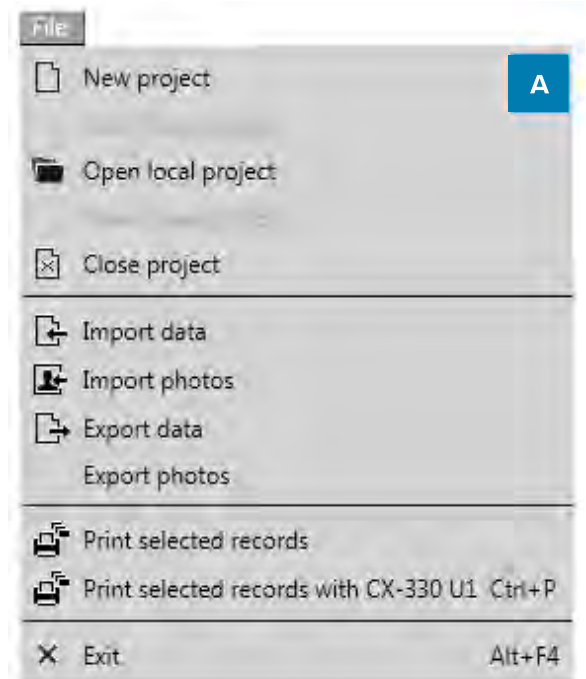 File
New project
A
Open local project
Close project
Import data
Import photos
Export data
Export photos
Print selected records
Print selected records with CX-330 U1 Ctrl+P
Exit Alt+F4